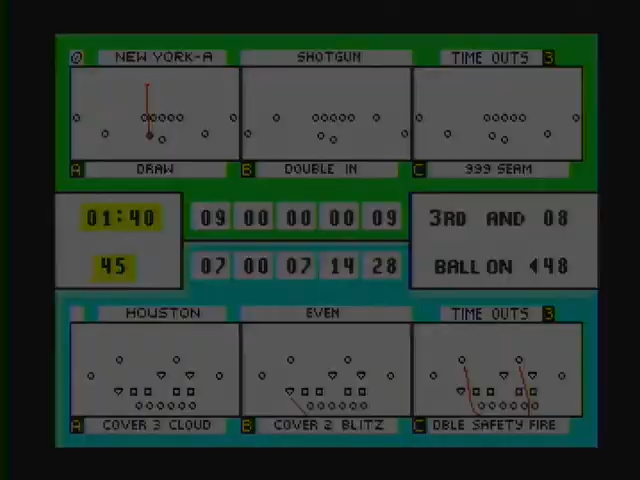 NEW YORK-A SHOTGUN TIME OUTS 3
A DRAW B DOUBLE IN C 999 SEAM
01:40 09 00 00 00 09 3RD AND 08
45 07 00 07 14 28 BALL ON ◄48
HOUSTON EVEN TIME OUTS 3
A COVER 3 CLOUD B COVER 2 BLITZ C DBLE SAFETY FIRE